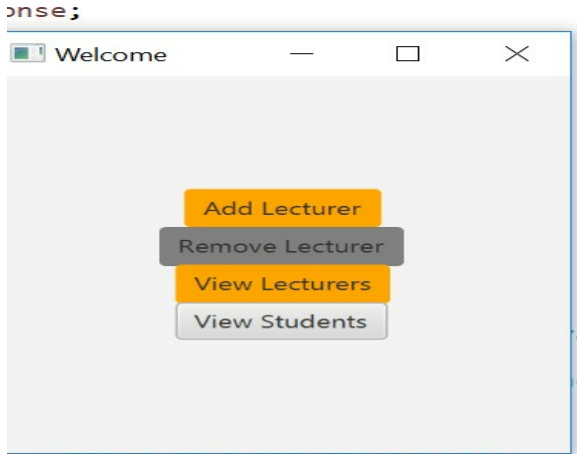 onse;
Welcome
Add Lecturer
Remove Lecturer
View Lecturers
View Students